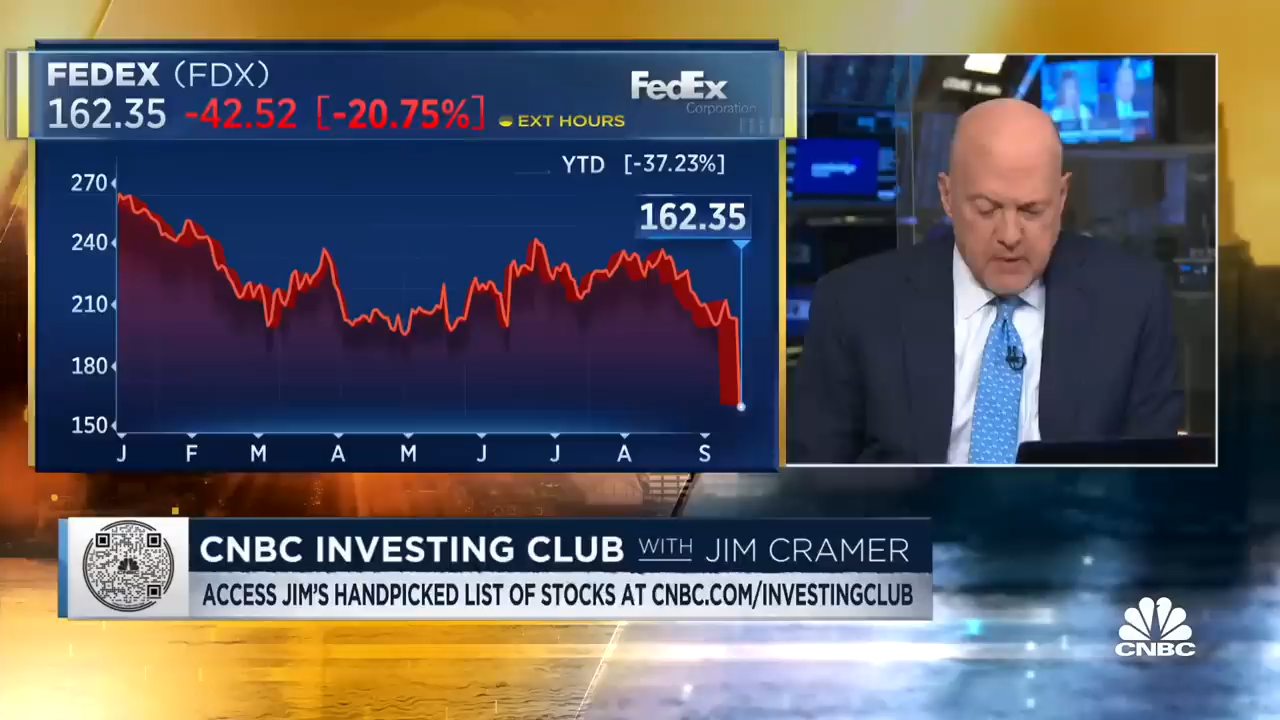 FEDEX (FDX)
162.35 -42.52 [-20.75%] EXT HOURS
FedEx
Corporation
YTD [-37.23%]
162.35
270
240
210
180
150
J F M A M J J A S
CNBC INVESTING CLUB WITH JIM CRAMER
ACCESS JIM'S HANDPICKED LIST OF STOCKS AT CNBC.COM/INVESTINGCLUB
CNBC